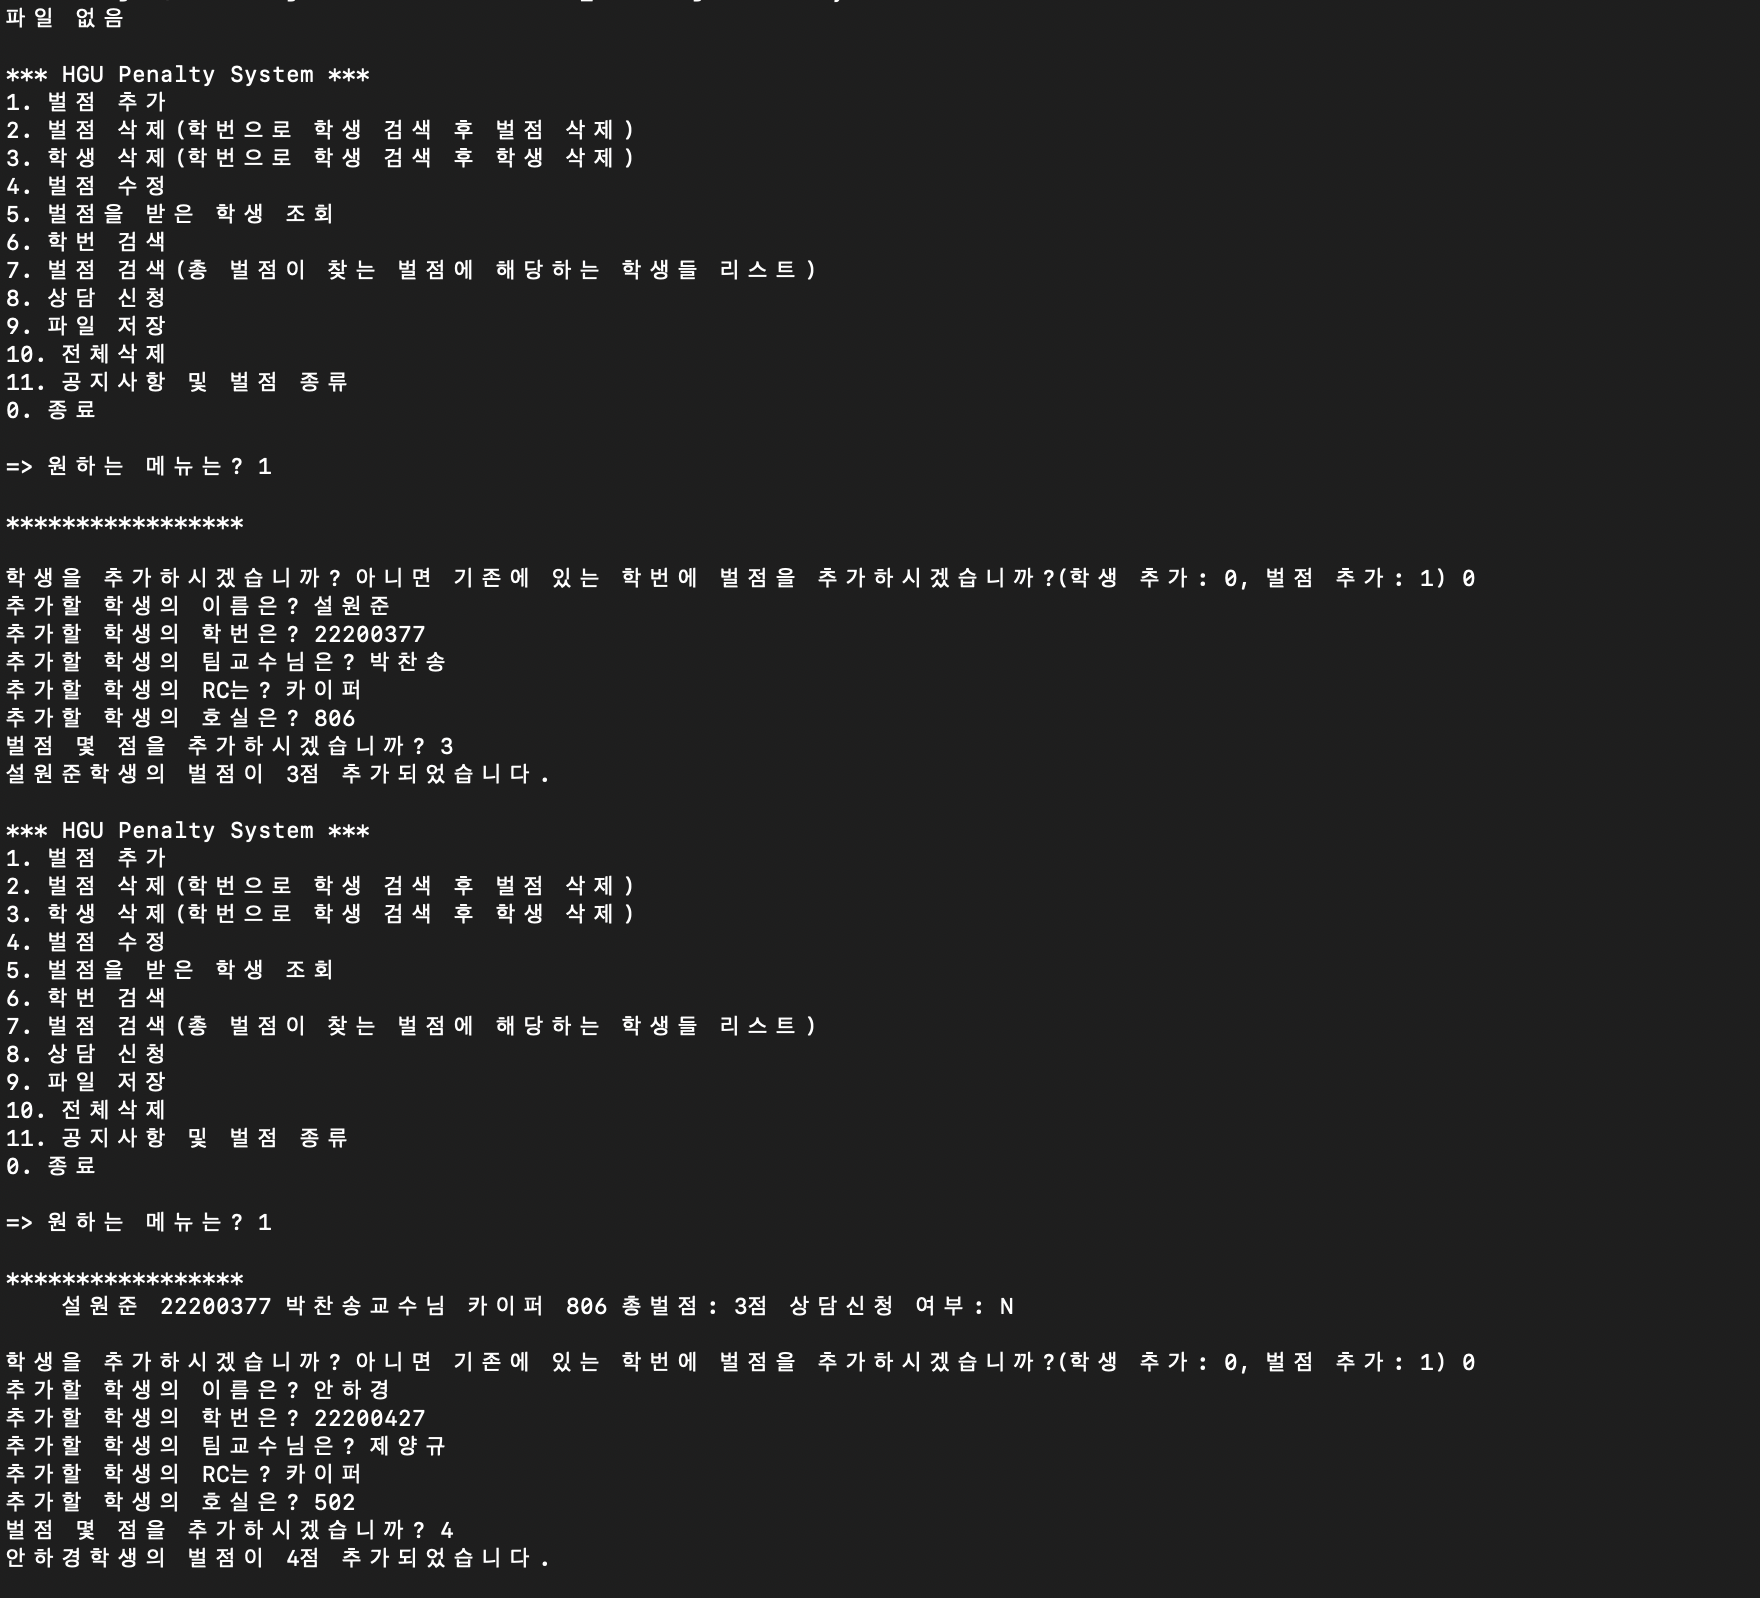 파일 없음
*** HGU Penalty System ***
1. 벌점 추가
2. 벌점 삭제(학번으로 학생 검색 후 벌점 삭제)
3. 학생 삭제(학번으로 학생 검색 후 학생 삭제)
4. 벌점 수정
5. 벌점을 받은 학생 조회
6. 학번 검색
7. 벌점 검색(총 벌점이 찾는 벌점에 해당하는 학생들 리스트)
8. 상담 신청
9. 파일 저장
10. 전체삭제
11. 공지사항 및 벌점 종류
0. 종료
=> 원하는 메뉴는? 1
*****************
학생을 추가하시겠습니까? 아니면 기존에 있는 학번에 벌점을 추가하시겠습니까?(학생 추가: 0, 벌점 추가: 1) 0
추가할 학생의 이름은? 설원준
추가할 학생의 학번은? 22200377
추가할 학생의 팀교수님은? 박찬송
추가할 학생의 RC는? 카이퍼
추가할 학생의 호실은? 806
벌점 몇 점을 추가하시겠습니까? 3
설원준학생의 벌점이 3점 추가되었습니다.
*** HGU Penalty System ***
1. 벌점 추가
2. 벌점 삭제(학번으로 학생 검색 후 벌점 삭제)
3. 학생 삭제(학번으로 학생 검색 후 학생 삭제)
4. 벌점 수정
5. 벌점을 받은 학생 조회
6. 학번 검색
7. 벌점 검색(총 벌점이 찾는 벌점에 해당하는 학생들 리스트)
8. 상담 신청
9. 파일 저장
10. 전체삭제
11. 공지사항 및 벌점 종류
0. 종료
=> 원하는 메뉴는? 1
*****************
설원준 22200377 박찬송교수님 카이퍼 806 총벌점: 3점 상담신청 여부: N
학생을 추가하시겠습니까? 아니면 기존에 있는 학번에 벌점을 추가하시겠습니까?(학생 추가: 0, 벌점 추가: 1) 0
추가할 학생의 이름은? 안하경
추가할 학생의 학번은? 22200427
추가할 학생의 팀교수님은? 제양규
추가할 학생의 RC는? 카이퍼
추가할 학생의 호실은? 502
벌점 몇 점을 추가하시겠습니까? 4
안하경학생의 벌점이 4점 추가되었습니다.